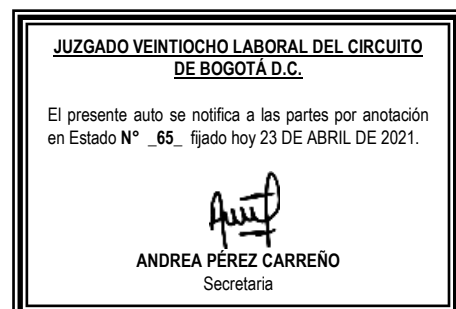 JUZGADO VEINTIOCHO LABORAL DEL CIRCUITO
DE BOGOTÁ D.C.
El presente auto se notifica a las partes por anotación
en Estado N° _65_ fijado hoy 23 DE ABRIL DE 2021.
ANDREA PÉREZ CARREÑO
Secretaria